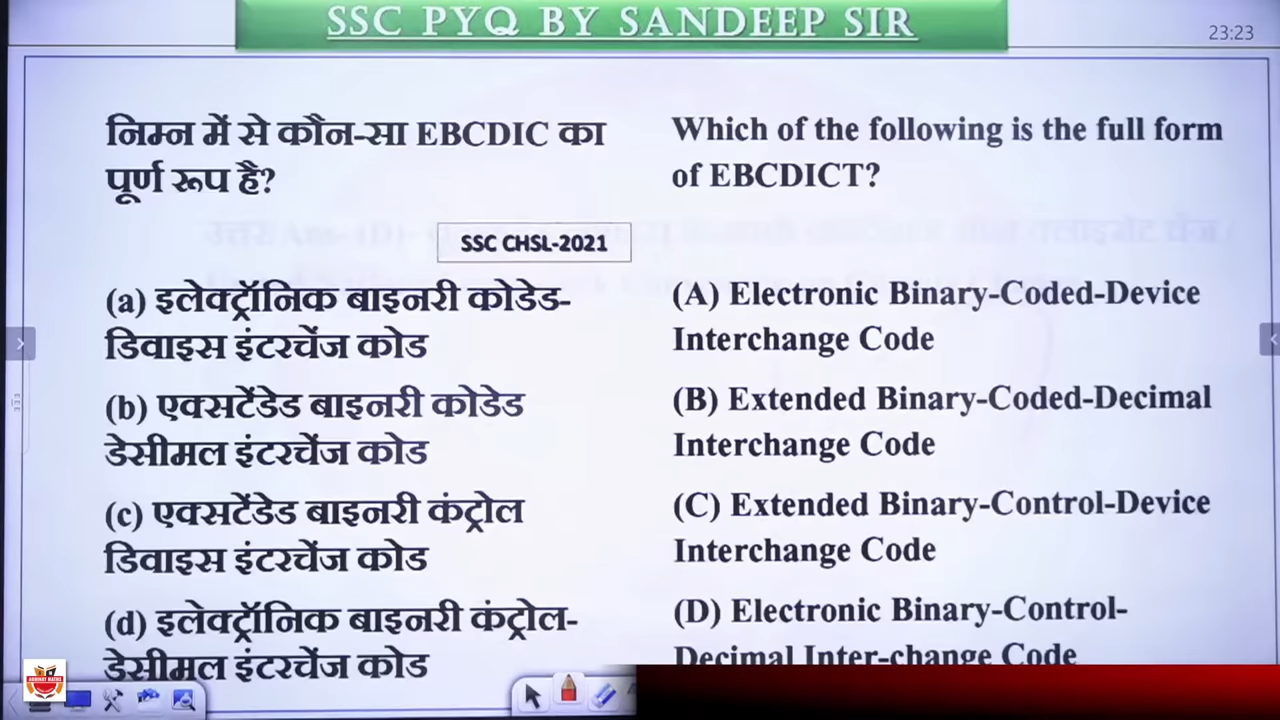 SSC PYQ BY SANDEEP SIR
23:23
निम्न में से कौन-सा EBCDIC का
पूर्ण रूप है?
Which of the following is the full form
of EBCDICT?
SSC CHSL-2021
(a) इलेक्ट्रॉनिक बाइनरी कोडेड-
डिवाइस इंटरचेंज कोड
(b) एक्सटेंडेड बाइनरी कोडेड
डेसीमल इंटरचेंज कोड
(c) एक्सटेंडेड बाइनरी कंट्रोल
डिवाइस इंटरचेंज कोड
(d) इलेक्ट्रॉनिक बाइनरी कंट्रोल-
डेसीमल इंटरचेंज कोड
(A) Electronic Binary-Coded-Device
Interchange Code
(B) Extended Binary-Coded-Decimal
Interchange Code
(C) Extended Binary-Control-Device
Interchange Code
(D) Electronic Binary-Control-
Decimal Inter-change Code